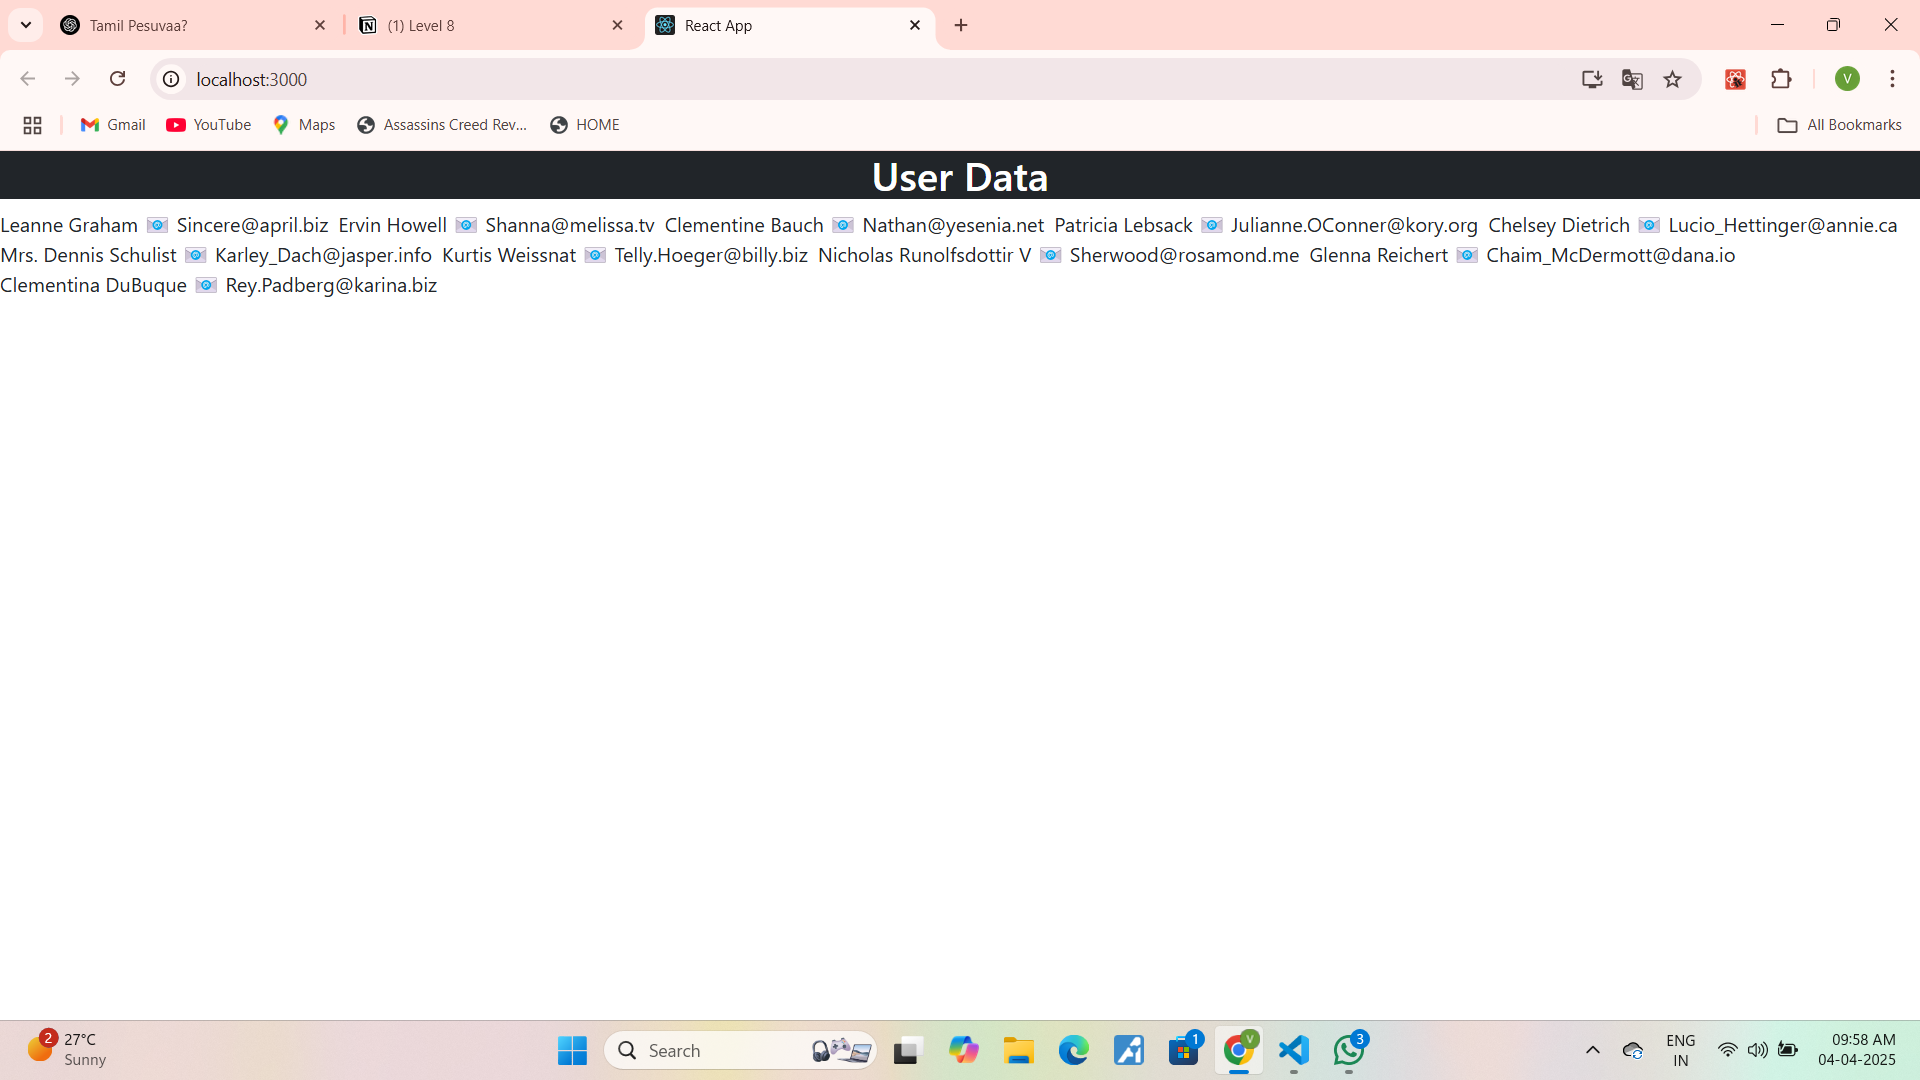 Tamil Pesuvaa?
(1) Level 8
React App
localhost:3000
V
Gmail
YouTube
Maps
Assassins Creed Rev...
HOME
All Bookmarks
User Data
Leanne Graham 📧 Sincere@april.biz Ervin Howell 📧 Shanna@melissa.tv Clementine Bauch 📧 Nathan@yesenia.net Patricia Lebsack 📧 Julianne.OConner@kory.org Chelsey Dietrich 📧 Lucio_Hettinger@annie.ca
Mrs. Dennis Schulist 📧 Karley_Dach@jasper.info Kurtis Weissnat 📧 Telly.Hoeger@billy.biz Nicholas Runolfsdottir V 📧 Sherwood@rosamond.me Glenna Reichert 📧 Chaim_McDermott@dana.io
Clementina DuBuque 📧 Rey.Padberg@karina.biz
2
27°C
Sunny
Search
1
V
3
ENG
IN
09:58 AM
04-04-2025